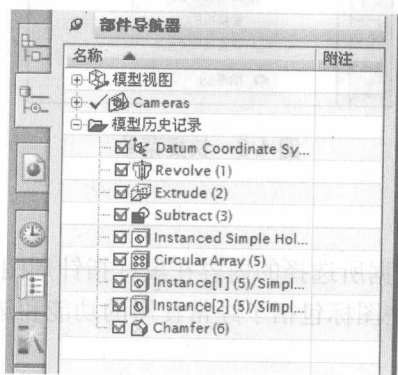 部件导航器
名称 附注
模型视图
Cameras
模型历史记录
Datum Coordinate Sy...
Revolve (1)
Extrude (2)
Subtract (3)
Instanced Simple Hol...
Circular Array (5)
Instance[1] (5)/Simpl...
Instance[2] (5)/Simpl...
Chamfer (6)